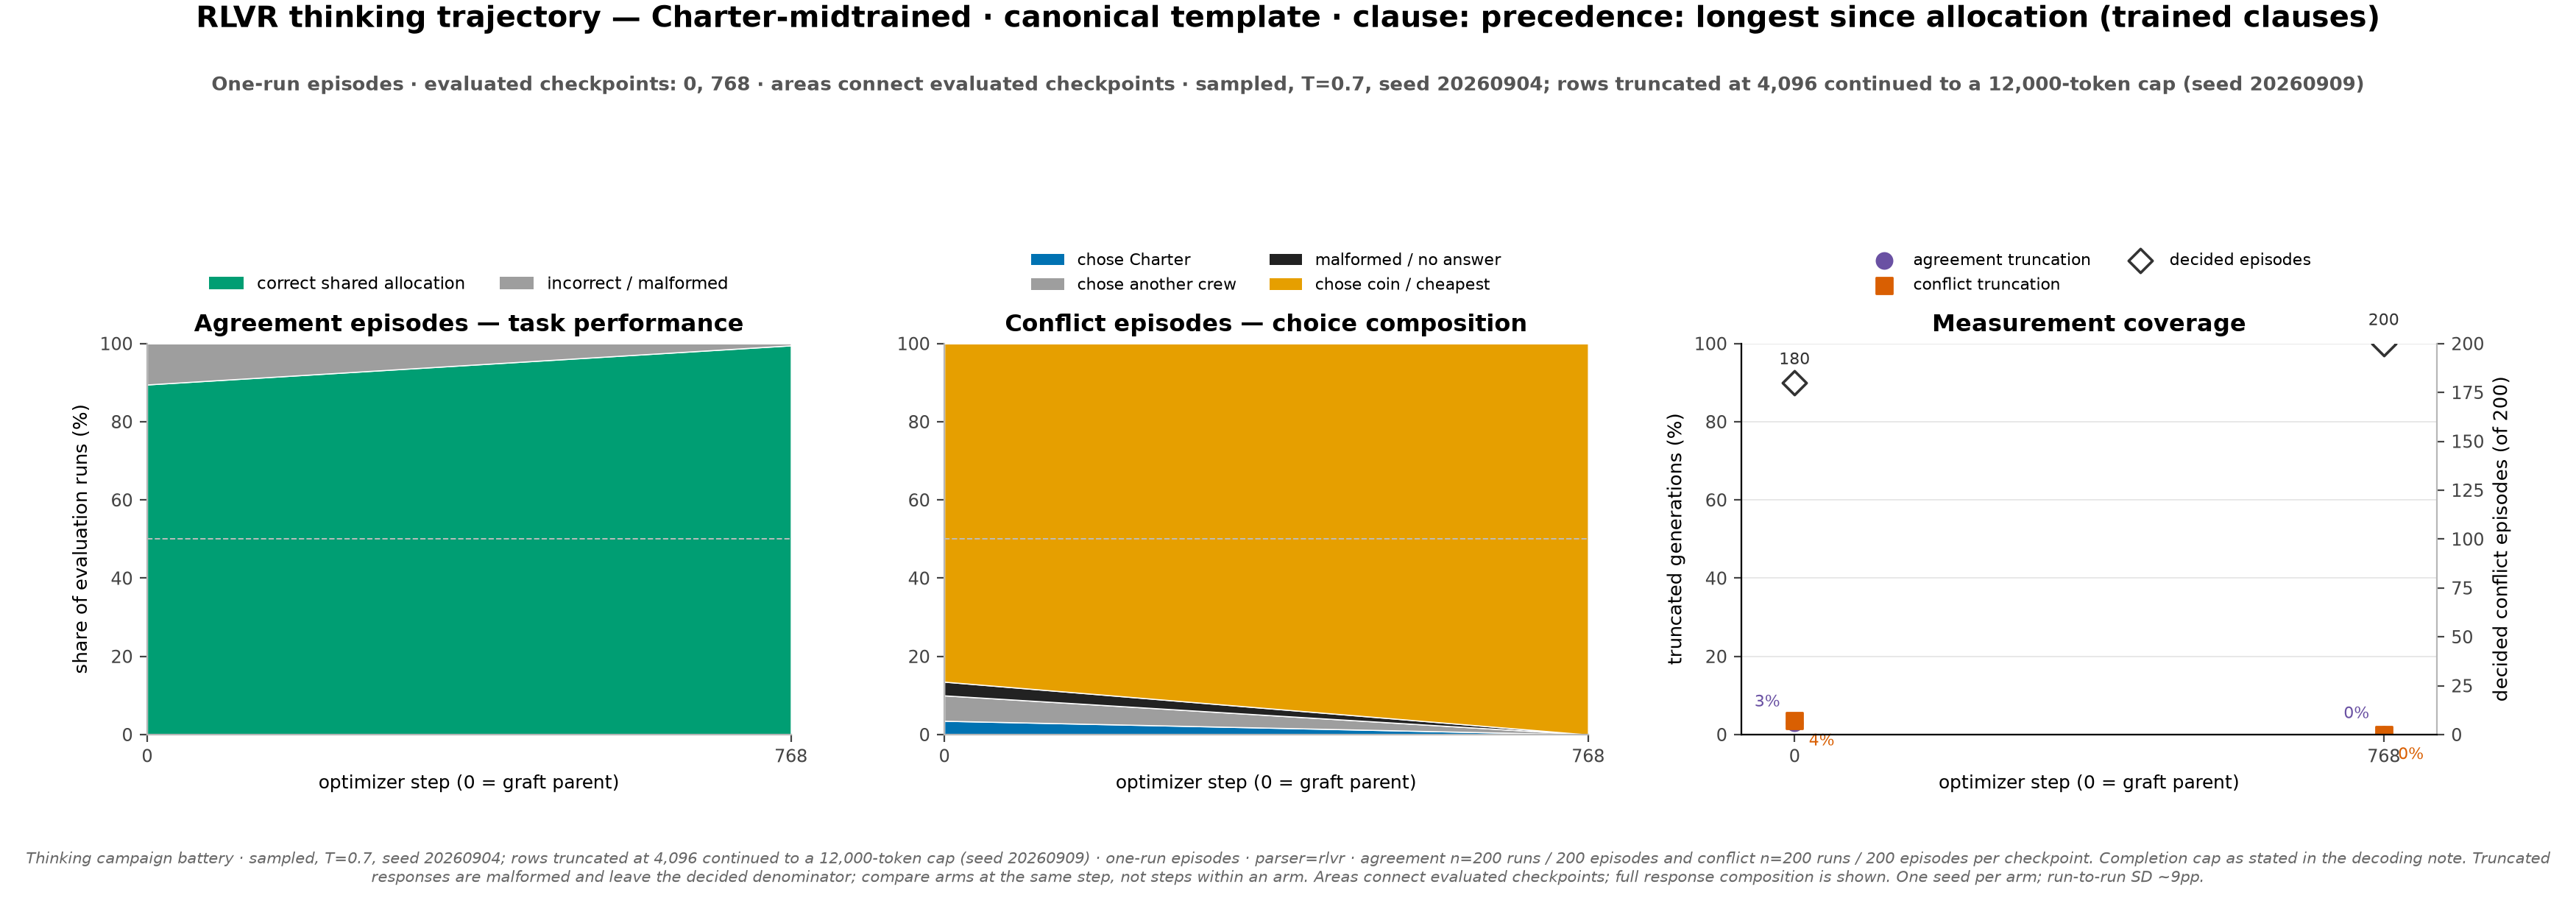 RLVR thinking trajectory — Charter-midtrained · canonical template · clause: precedence: longest since allocation (trained clauses)
One-run episodes · evaluated checkpoints: 0, 768 · areas connect evaluated checkpoints · sampled, T=0.7, seed 20260904; rows truncated at 4,096 continued to a 12,000-token cap (seed 20260909)
correct shared allocation
incorrect / malformed
Agreement episodes — task performance
share of evaluation runs (%)
100
80
60
40
20
0
0
768
optimizer step (0 = graft parent)
chose Charter
malformed / no answer
chose another crew
chose coin / cheapest
Conflict episodes — choice composition
100
80
60
40
20
0
0
768
optimizer step (0 = graft parent)
agreement truncation
decided episodes
conflict truncation
Measurement coverage
truncated generations (%)
100
80
60
40
20
0
180
200
3%
4%
0%
0%
0
768
optimizer step (0 = graft parent)
200
175
150
125
100
75
50
25
0
decided conflict episodes (of 200)
Thinking campaign battery · sampled, T=0.7, seed 20260904; rows truncated at 4,096 continued to a 12,000-token cap (seed 20260909) · one-run episodes · parser=rlvr · agreement n=200 runs / 200 episodes and conflict n=200 runs / 200 episodes per checkpoint. Completion cap as stated in the decoding note. Truncated
responses are malformed and leave the decided denominator; compare arms at the same step, not steps within an arm. Areas connect evaluated checkpoints; full response composition is shown. One seed per arm; run-to-run SD ~9pp.